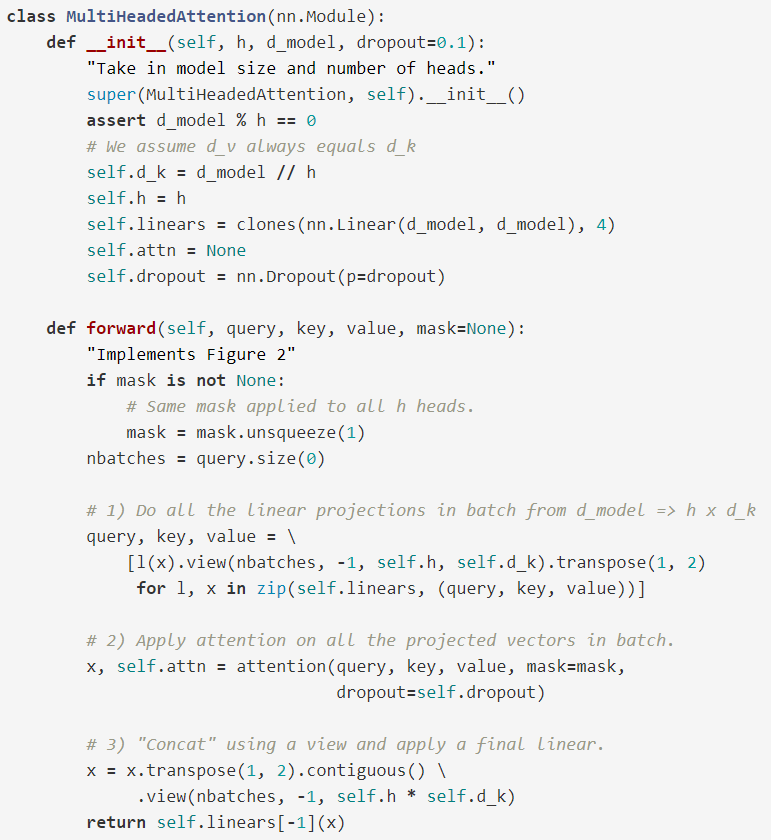 class MultiHeadedAttention(nn.Module):
    def __init__(self, h, d_model, dropout=0.1):
        "Take in model size and number of heads."
        super(MultiHeadedAttention, self).__init__()
        assert d_model % h == 0
        # We assume d_v always equals d_k
        self.d_k = d_model // h
        self.h = h
        self.linears = clones(nn.Linear(d_model, d_model), 4)
        self.attn = None
        self.dropout = nn.Dropout(p=dropout)

    def forward(self, query, key, value, mask=None):
        "Implements Figure 2"
        if mask is not None:
            # Same mask applied to all h heads.
            mask = mask.unsqueeze(1)
        nbatches = query.size(0)

        # 1) Do all the linear projections in batch from d_model => h x d_k
        query, key, value = \
            [l(x).view(nbatches, -1, self.h, self.d_k).transpose(1, 2)
             for l, x in zip(self.linears, (query, key, value))]

        # 2) Apply attention on all the projected vectors in batch.
        x, self.attn = attention(query, key, value, mask=mask,
                                 dropout=self.dropout)

        # 3) "Concat" using a view and apply a final linear.
        x = x.transpose(1, 2).contiguous() \
             .view(nbatches, -1, self.h * self.d_k)
        return self.linears[-1](x)